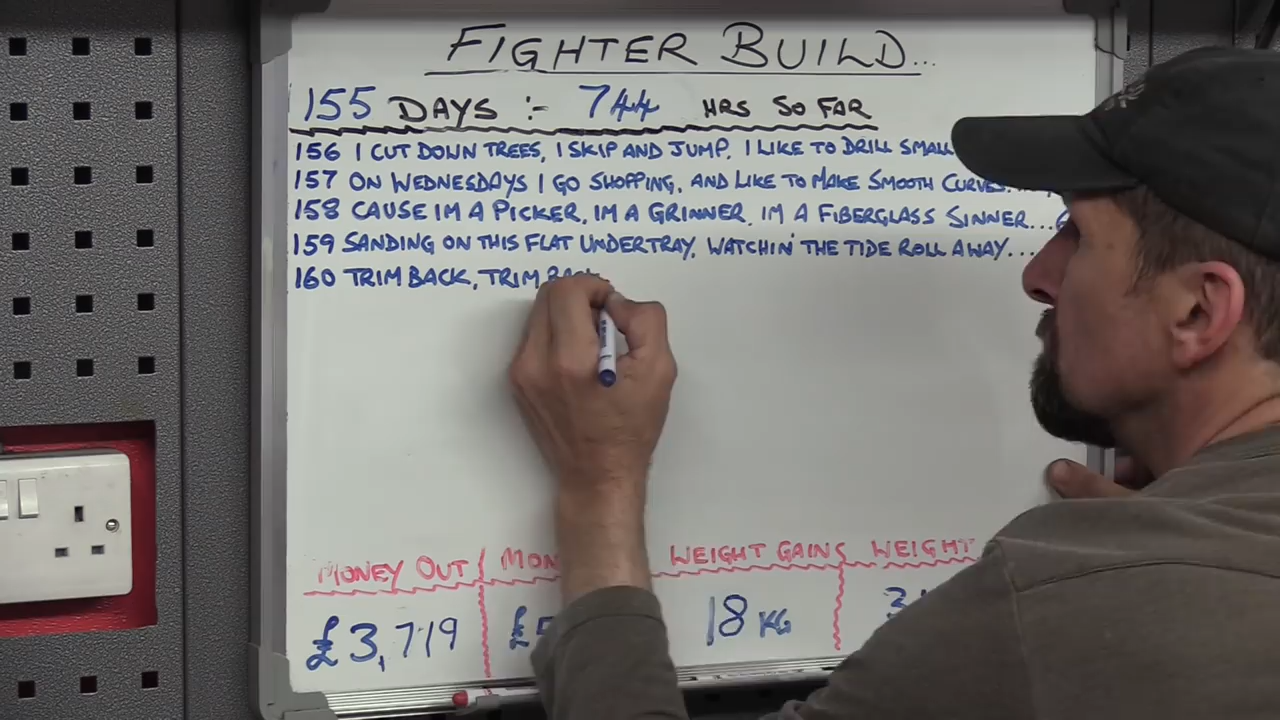 FIGHTER BUILD...
155 DAYS :- 744 HRS SO FAR
156 I CUT DOWN TREES, I SKIP AND JUMP, I LIKE TO DRILL SMALL
157 ON WEDNESDAYS I GO SHOPPING, AND LIKE TO MAKE SMOOTH CURVES.
158 CAUSE IM A PICKER, IM A GRINNER, IM A FIBERGLASS SINNER...
159 SANDING ON THIS FLAT UNDERTRAY, WATCHIN' THE TIDE ROLL AWAY....
160 TRIM BACK, TRIM BACK
MONEY OUT WEIGHT GAINS WEIGHT
£3,719 18 KG